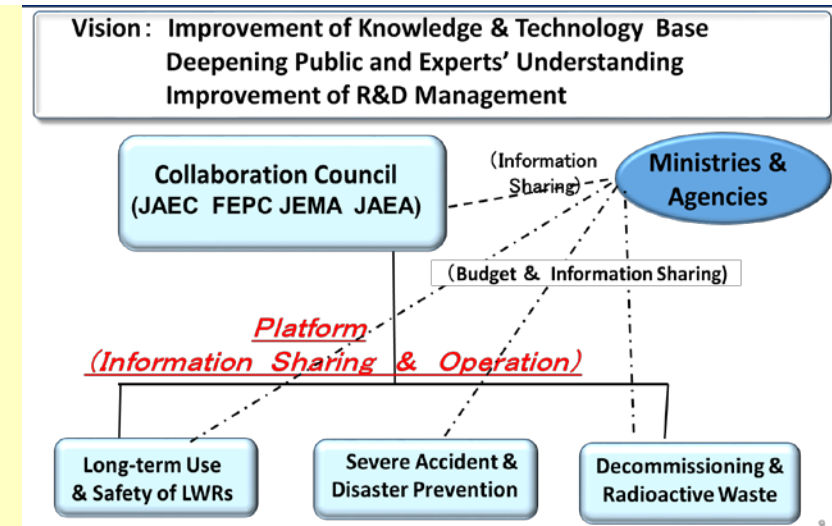 Vision： Improvement of Knowledge & Technology Base
Deepening Public and Experts’ Understanding
Improvement of R&D Management
Collaboration Council
(JAEC FEPC JEMA JAEA)
(Information
Sharing)
Ministries &
Agencies
(Budget & Information Sharing)
Platform
(Information Sharing & Operation)
Long-term Use
& Safety of LWRs
Severe Accident &
Disaster Prevention
Decommissioning &
Radioactive Waste